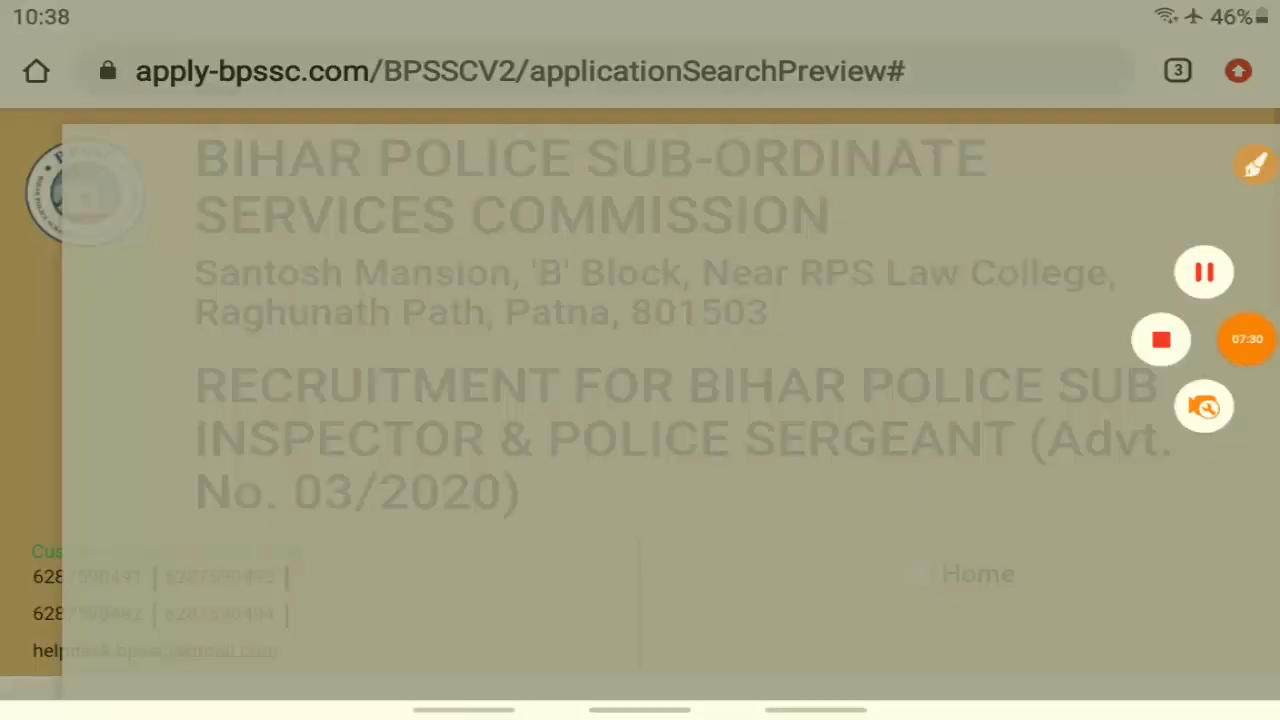 10:38
46%
apply-bpssc.com/BPSSCV2/applicationSearchPreview#
3
BIHAR POLICE SUB-ORDINATE
SERVICES COMMISSION
Santosh Mansion, 'B' Block, Near RPS Law College,
Raghunath Path, Patna, 801503
07:30
RECRUITMENT FOR BIHAR POLICE SUB
INSPECTOR & POLICE SERGEANT (Advt.
No. 03/2020)
Home